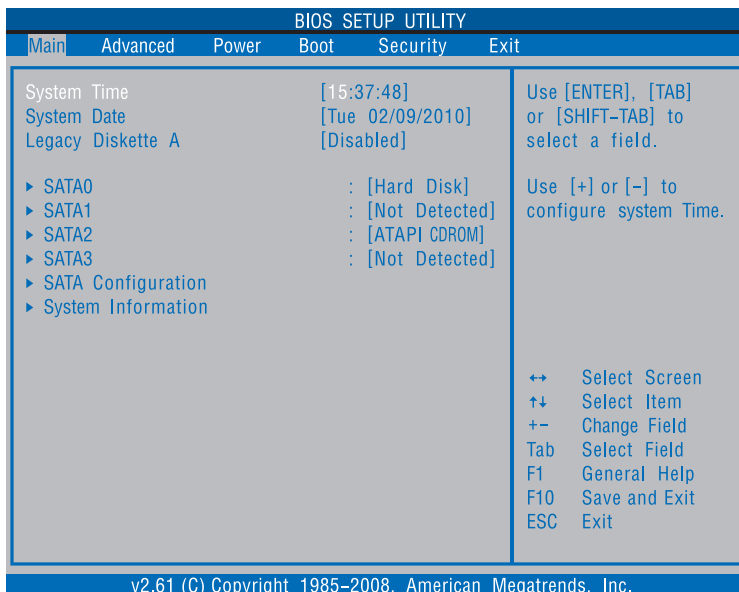 BIOS SETUP UTILITY
Main Advanced Power Boot Security Exit
System Time [15:37:48]
System Date [Tue 02/09/2010]
Legacy Diskette A [Disabled]
▸ SATA0 : [Hard Disk]
▸ SATA1 : [Not Detected]
▸ SATA2 : [ATAPI CDROM]
▸ SATA3 : [Not Detected]
▸ SATA Configuration
▸ System Information
Use [ENTER], [TAB]
or [SHIFT-TAB] to
select a field.
Use [+] or [-] to
configure system Time.
←→ Select Screen
↑↓ Select Item
+- Change Field
Tab Select Field
F1 General Help
F10 Save and Exit
ESC Exit
v2.61 (C) Copyright 1985-2008, American Megatrends, Inc.